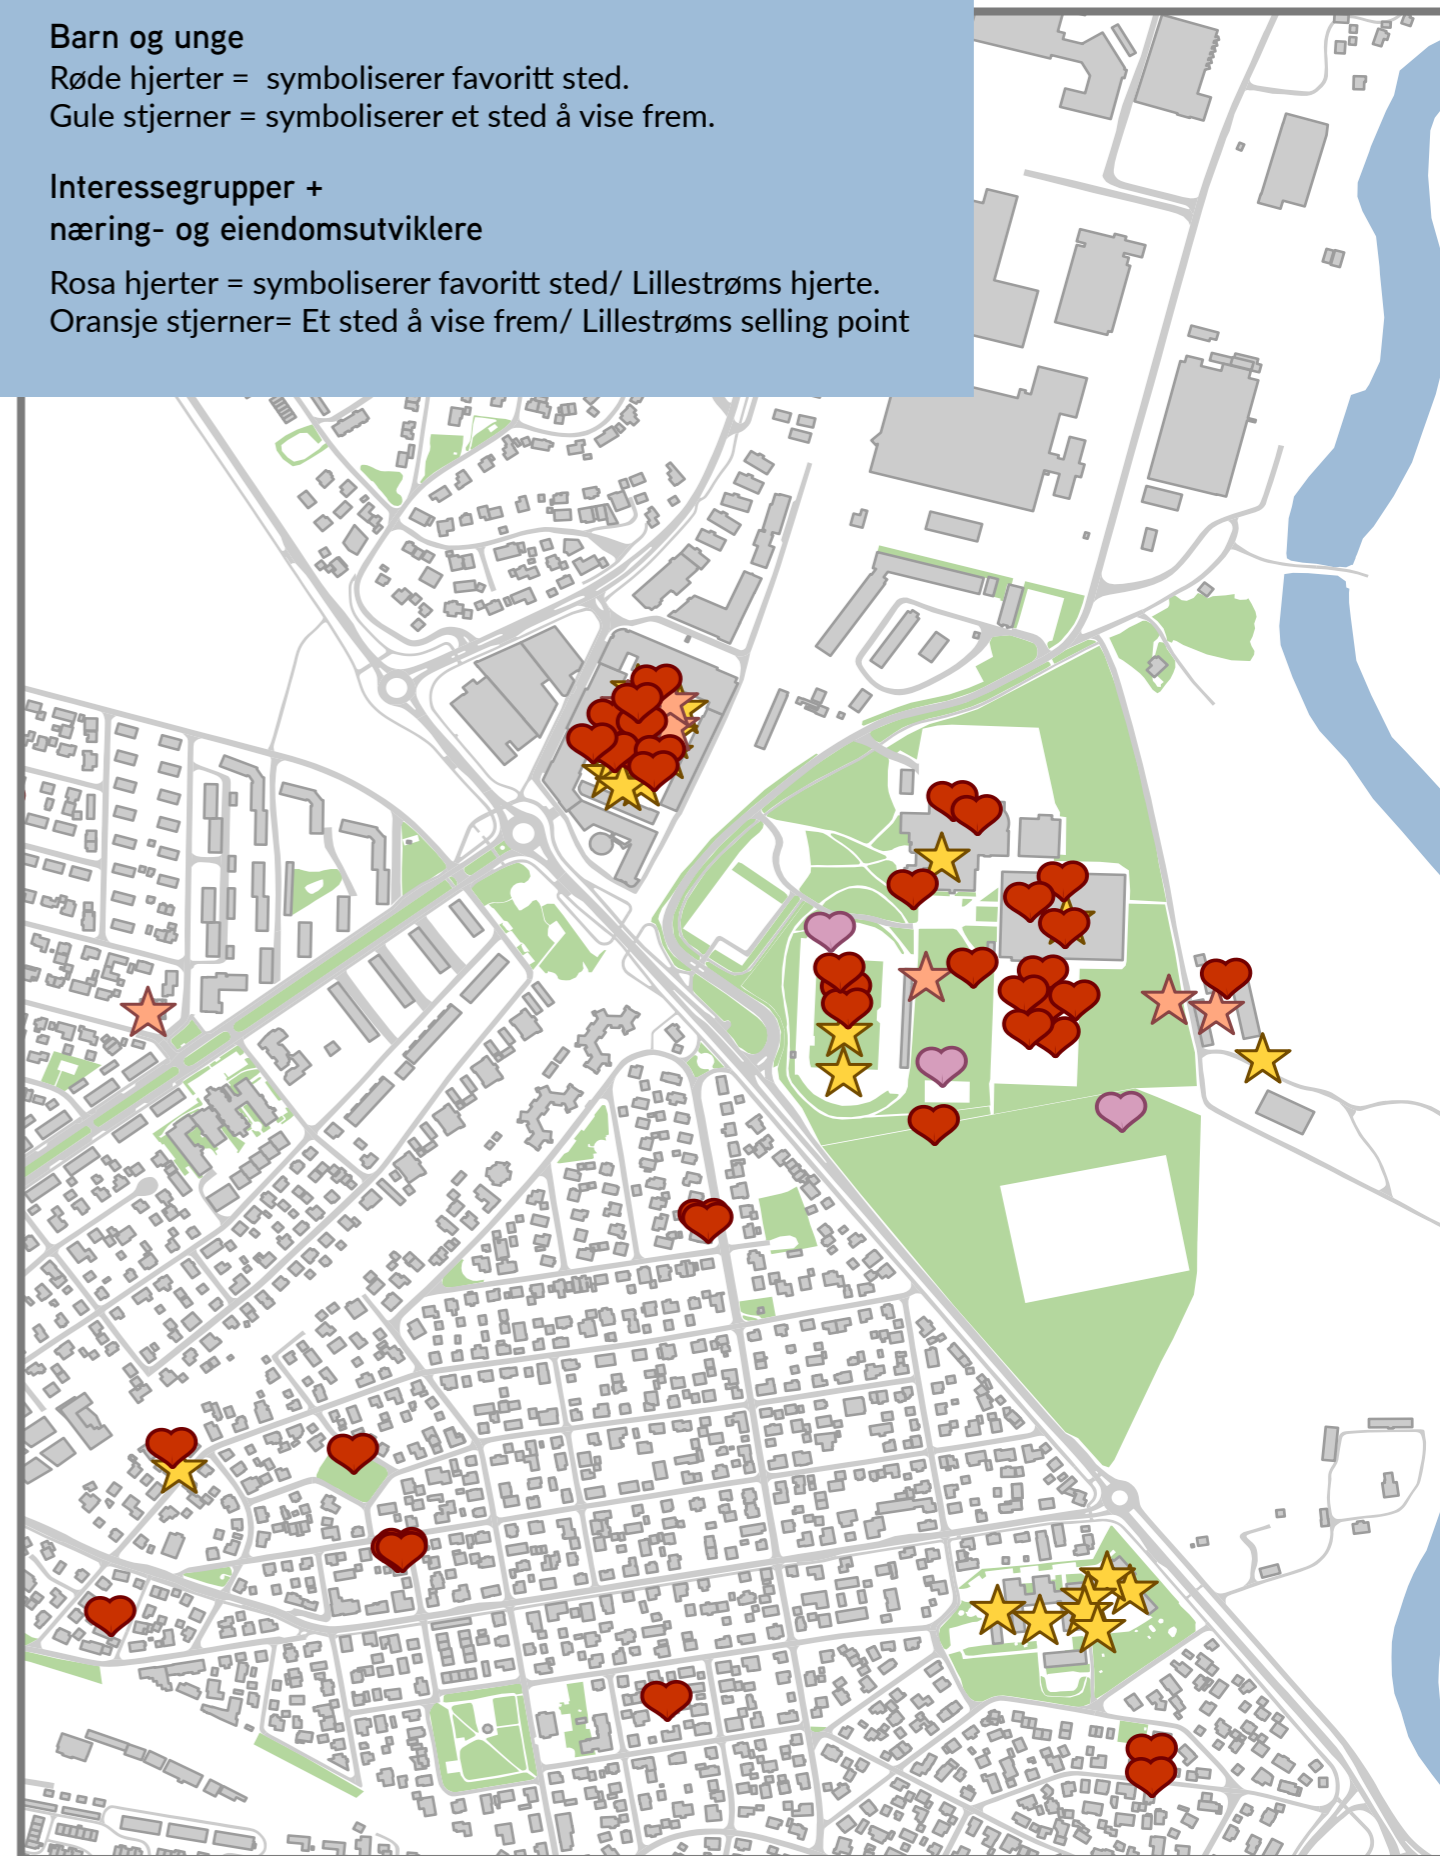 Barn og unge
Røde hjerter =  symboliserer favoritt sted.
Gule stjerner = symboliserer et sted å vise frem.
Interessegrupper +
næring- og eiendomsutviklere
Rosa hjerter = symboliserer favoritt sted/ Lillestrøms hjerte.
Oransje stjerner= Et sted å vise frem/ Lillestrøms selling point